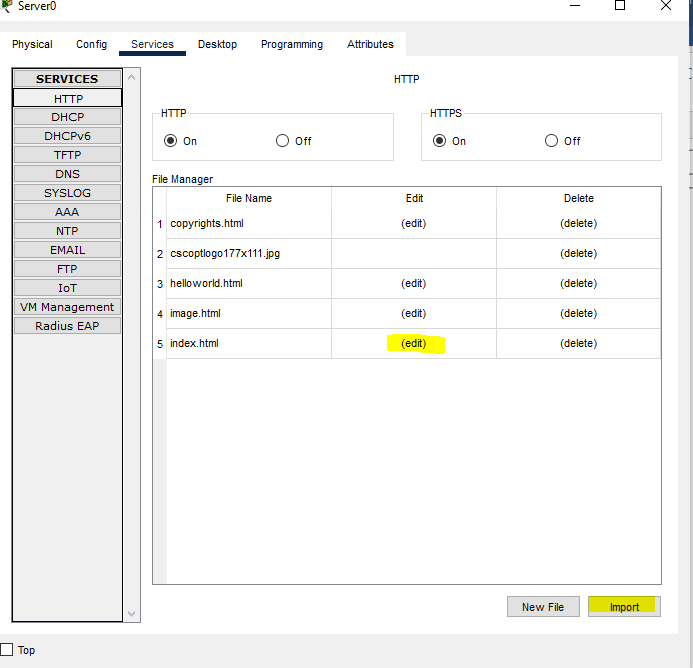 Server0
Physical Config Services Desktop Programming Attributes
SERVICES
HTTP
DHCP
DHCPv6
TFTP
DNS
SYSLOG
AAA
NTP
EMAIL
FTP
IoT
VM Management
Radius EAP
HTTP
HTTP
On Off
HTTPS
On Off
File Manager
File Name Edit Delete
1 copyrights.html (edit) (delete)
2 cscoptlogo177x111.jpg (delete)
3 helloworld.html (edit) (delete)
4 image.html (edit) (delete)
5 index.html (edit) (delete)
New File Import
Top